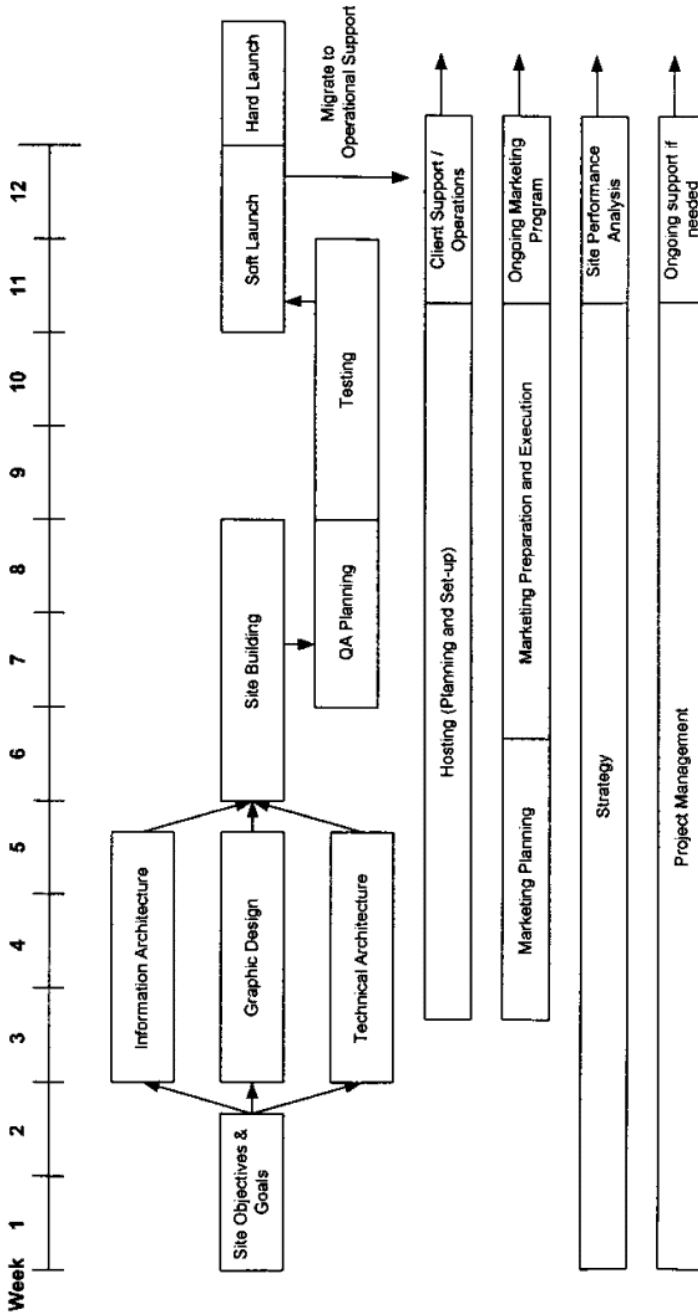 Week 1 2 3 4 5 6 7 8 9 10 11 12
Site Objectives &
Goals
Information Architecture
Graphic Design
Technical Architecture
Site Building
QA Planning
Testing
Soft Launch
Hard Launch
Migrate to
Operational Support
Hosting (Planning and Set-up)
Client Support /
Operations
Marketing Planning
Marketing Preparation and Execution
Ongoing Marketing
Program
Strategy
Site Performance
Analysis
Project Management
Ongoing support if
needed